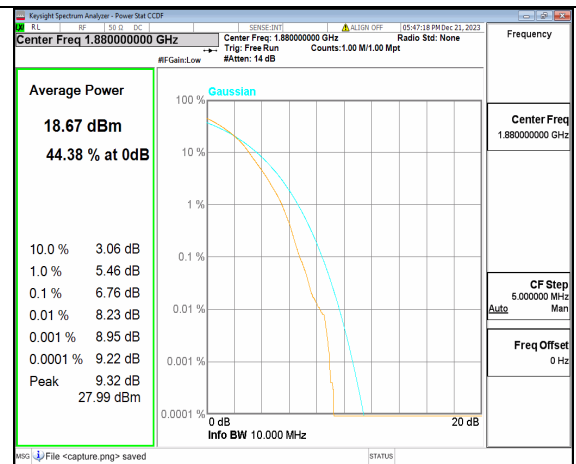 Keysight Spectrum Analyzer - Power Stat CCDF
RL RF 50 Ω DC SENSE:INT ALIGN OFF 05:47:18 PM Dec 21, 2023
Center Freq 1.880000000 GHz
Center Freq: 1.880000000 GHz Radio Std: None
Trig: Free Run Counts:1.00 M/1.00 Mpt
#IFGain:Low #Atten: 14 dB
Frequency
Average Power
18.67 dBm
44.38 % at 0dB
10.0 % 3.06 dB
1.0 % 5.46 dB
0.1 % 6.76 dB
0.01 % 8.23 dB
0.001 % 8.95 dB
0.0001 % 9.22 dB
Peak 9.32 dB
27.99 dBm
Gaussian
100 %
10 %
1 %
0.1 %
0.01 %
0.001 %
0.0001 %
0 dB 20 dB
Info BW 10.000 MHz
Center Freq
1.880000000 GHz
CF Step
5.000000 MHz
Auto Man
Freq Offset
0 Hz
MSG File <capture.png> saved STATUS